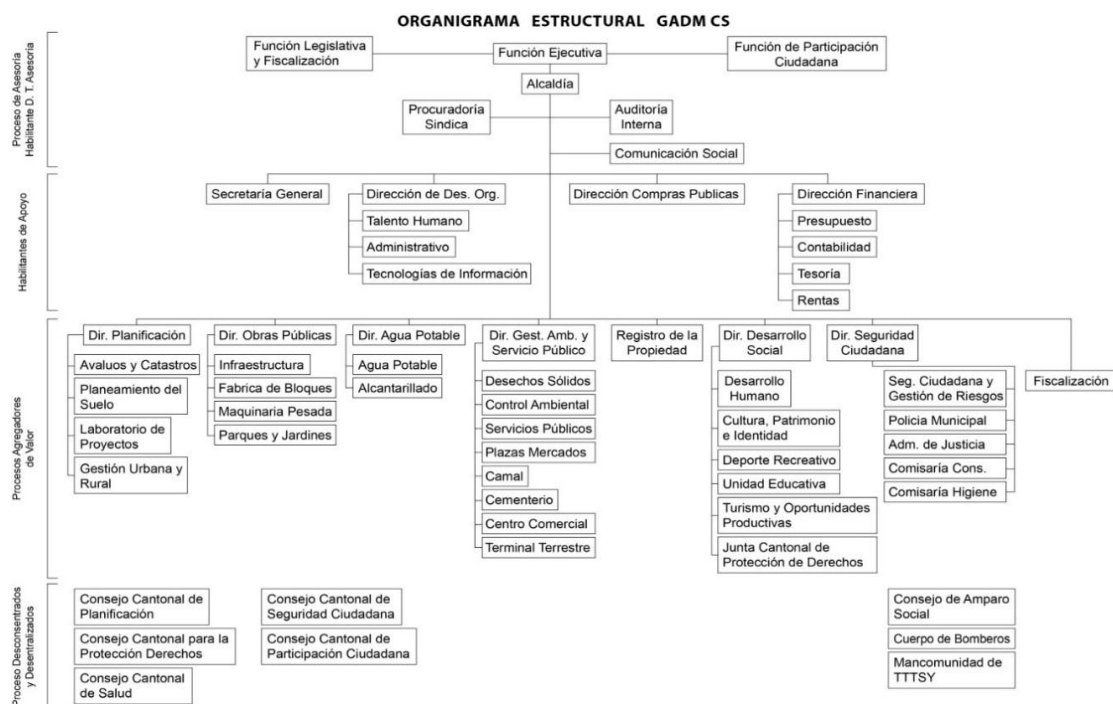 ORGANIGRAMA ESTRUCTURAL GADM CS
Proceso de Asesoría
Habilitante D. T. Asesoría
Función Legislativa
y Fiscalización
Función Ejecutiva
Función de Participación
Ciudadana
Alcaldía
Procuradoría
Sindica
Auditoría
Interna
Comunicación Social
Habilitantes de Apoyo
Secretaría General
Dirección de Des. Org.
Talento Humano
Administrativo
Tecnologías de Información
Dirección Compras Publicas
Dirección Financiera
Presupuesto
Contabilidad
Tesoría
Rentas
Procesos Agregadores
de Valor
Dir. Planificación
Avaluos y Catastros
Planeamiento del
Suelo
Laboratorio de
Proyectos
Gestión Urbana y
Rural
Dir. Obras Públicas
Infraestructura
Fabrica de Bloques
Maquinaria Pesada
Parques y Jardines
Dir. Agua Potable
Agua Potable
Alcantarillado
Dir. Gest. Amb. y
Servicio Público
Desechos Sólidos
Control Ambiental
Servicios Públicos
Plazas Mercados
Camal
Cementerio
Centro Comercial
Terminal Terrestre
Registro de la
Propiedad
Dir. Desarrollo
Social
Desarrollo
Humano
Cultura, Patrimonio
e Identidad
Deporte Recreativo
Unidad Educativa
Turismo y Oportunidades
Productivas
Junta Cantonal de
Protección de Derechos
Dir. Seguridad
Ciudadana
Seg. Ciudadana y
Gestión de Riesgos
Policia Municipal
Adm. de Justicia
Comisaría Cons.
Comisaría Higiene
Fiscalización
Proceso Desconsentrados
y Desentralizados
Consejo Cantonal de
Planificación
Consejo Cantonal para la
Protección Derechos
Consejo Cantonal
de Salud
Consejo Cantonal de
Seguridad Ciudadana
Consejo Cantonal de
Participación Ciudadana
Consejo de Amparo
Social
Cuerpo de Bomberos
Mancomunidad de
TTTSY